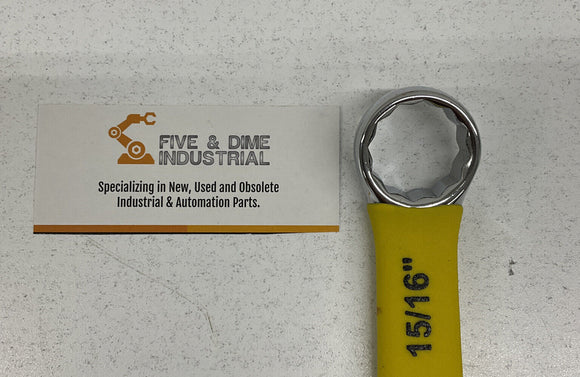 FIVE & DIME
INDUSTRIAL
Specializing in New, Used and Obsolete
Industrial & Automation Parts.
15/16"